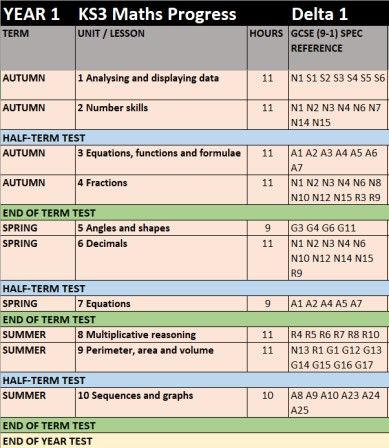 YEAR 1 KS3 Maths Progress Delta 1
TERM UNIT / LESSON HOURS GCSE (9-1) SPEC
REFERENCE
AUTUMN 1 Analysing and displaying data 11 N1 S1 S2 S3 S4 S5 S6
AUTUMN 2 Number skills 11 N1 N2 N3 N4 N6 N7
N14 N15
HALF-TERM TEST
AUTUMN 3 Equations, functions and formulae 11 A1 A2 A3 A4 A5 A6
A7
AUTUMN 4 Fractions 11 N1 N2 N3 N4 N6 N8
N10 N12 N15 R3 R9
END OF TERM TEST
SPRING 5 Angles and shapes 9 G3 G4 G6 G11
SPRING 6 Decimals 11 N1 N2 N3 N4 N6
N10 N12 N14 N15
R9
HALF-TERM TEST
SPRING 7 Equations 9 A1 A2 A4 A5 A7
END OF TERM TEST
SUMMER 8 Multiplicative reasoning 11 R4 R5 R6 R7 R8 R10
SUMMER 9 Perimeter, area and volume 11 N13 R1 G1 G12 G13
G14 G15 G16 G17
HALF-TERM TEST
SUMMER 10 Sequences and graphs 10 A8 A9 A10 A23 A24
A25
END OF TERM TEST
END OF YEAR TEST